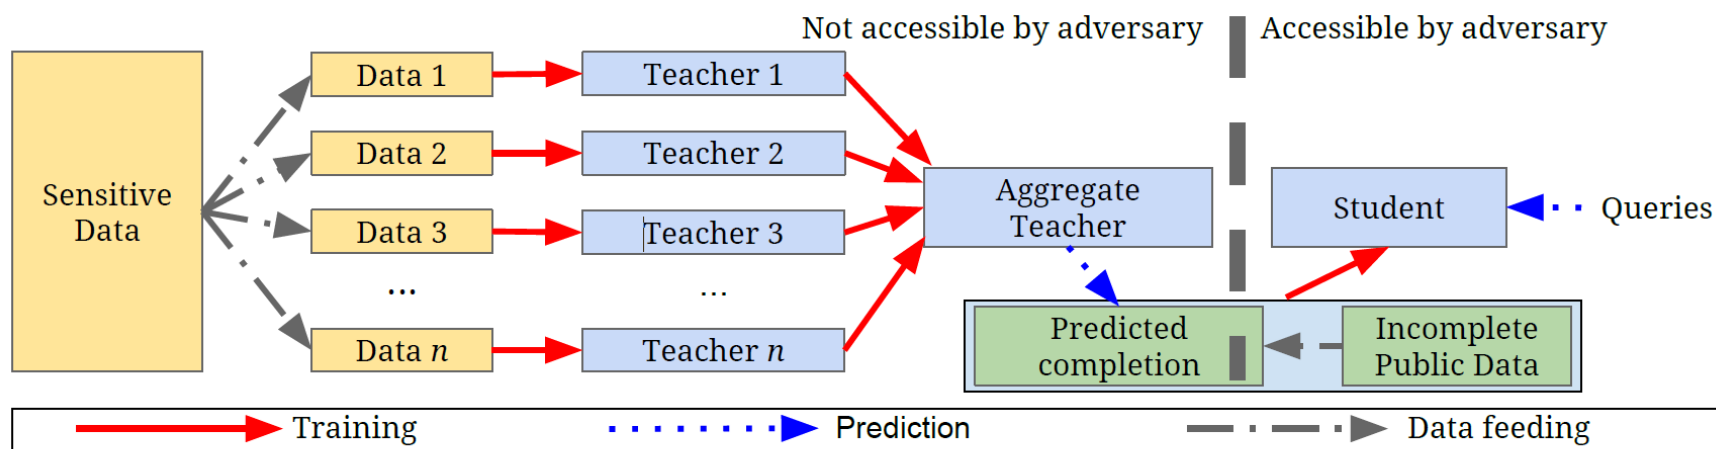 Not accessible by adversary
Accessible by adversary
Sensitive
Data
Data 1
Data 2
Data 3
...
Data n
Teacher 1
Teacher 2
Teacher 3
...
Teacher n
Aggregate
Teacher
Student
Queries
Predicted
completion
Incomplete
Public Data
Training
Prediction
Data feeding